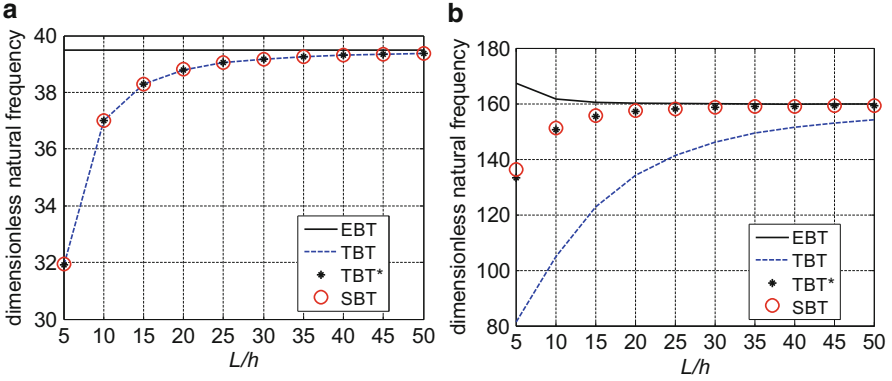 a
dimensionless natural frequency
40
38
36
34
32
30
5 10 15 20 25 30 35 40 45 50
L/h
EBT
TBT
TBT*
SBT
b
dimensionless natural frequency
180
160
140
120
100
80
5 10 15 20 25 30 35 40 45 50
L/h
EBT
TBT
TBT*
SBT